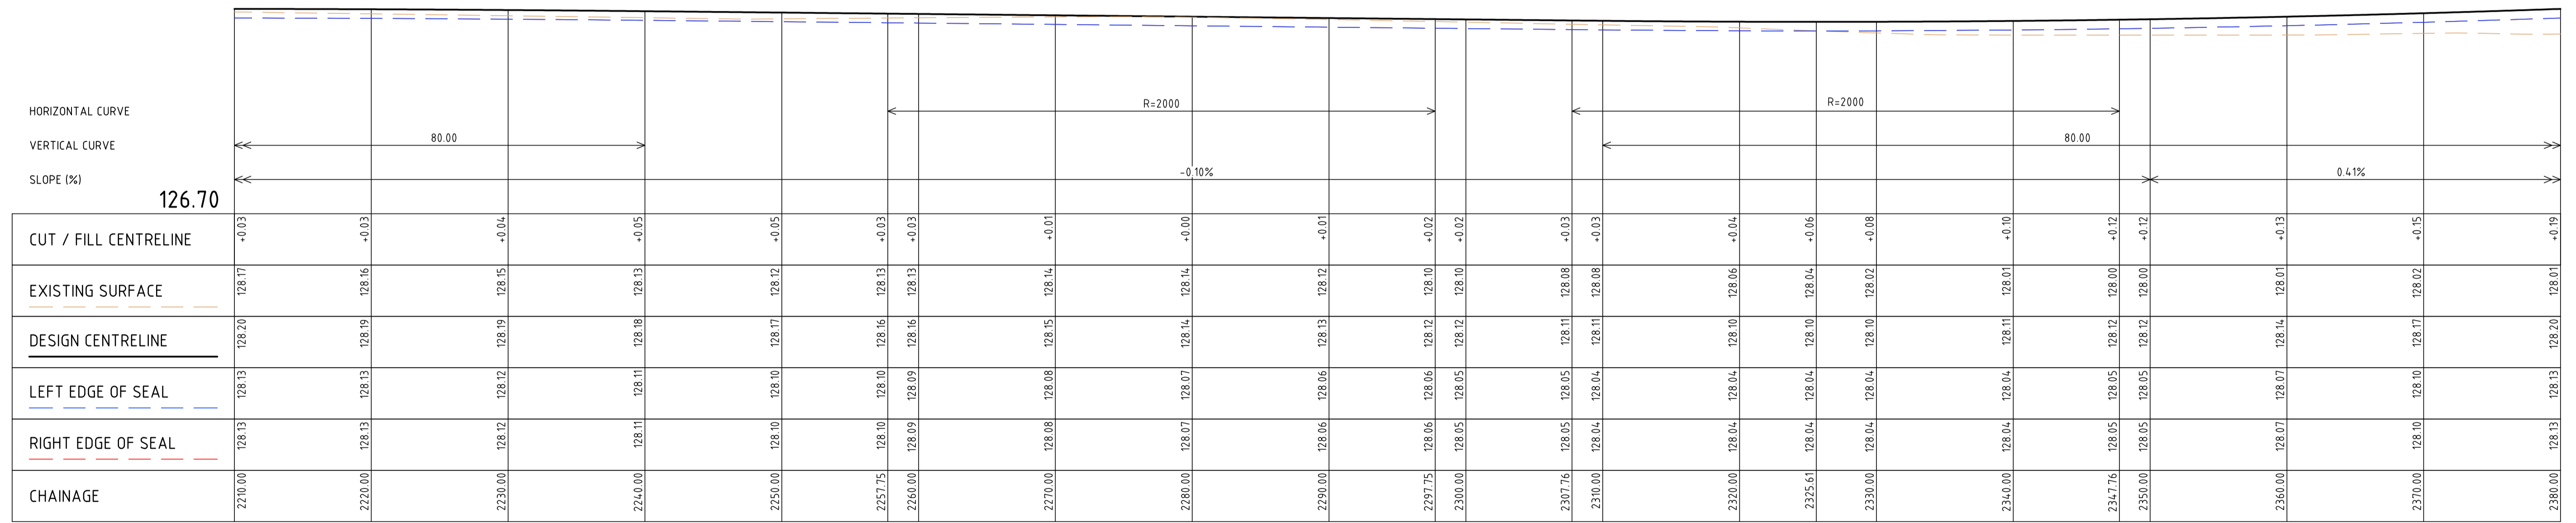 HORIZONTAL CURVE R=2000 R=2000
VERTICAL CURVE 80.00 80.00
SLOPE (%) -0.10% 0.41%
126.70
CUT / FILL CENTRELINE +0.03 +0.03 +0.04 +0.05 +0.05 +0.03 +0.03 +0.01 +0.00 +0.01 +0.02 +0.02 +0.03 +0.03 +0.04 +0.06 +0.08 +0.10 +0.12 +0.12 +0.13 +0.15 +0.19
EXISTING SURFACE 128.17 128.16 128.15 128.13 128.12 128.13 128.13 128.14 128.14 128.12 128.10 128.10 128.08 128.08 128.06 128.04 128.02 128.01 128.00 128.00 128.01 128.02 128.01
DESIGN CENTRELINE 128.20 128.19 128.19 128.18 128.17 128.16 128.16 128.15 128.14 128.13 128.12 128.12 128.11 128.11 128.10 128.10 128.10 128.11 128.12 128.12 128.14 128.17 128.20
LEFT EDGE OF SEAL 128.13 128.13 128.12 128.11 128.10 128.10 128.09 128.08 128.07 128.06 128.06 128.05 128.05 128.04 128.04 128.04 128.04 128.04 128.05 128.05 128.07 128.10 128.13
RIGHT EDGE OF SEAL 128.13 128.13 128.12 128.11 128.10 128.10 128.09 128.08 128.07 128.06 128.06 128.05 128.05 128.04 128.04 128.04 128.04 128.04 128.05 128.05 128.07 128.10 128.13
CHAINAGE 2210.00 2220.00 2230.00 2240.00 2250.00 2257.75 2260.00 2270.00 2280.00 2290.00 2297.75 2300.00 2307.76 2310.00 2320.00 2325.61 2330.00 2340.00 2347.76 2350.00 2360.00 2370.00 2380.00